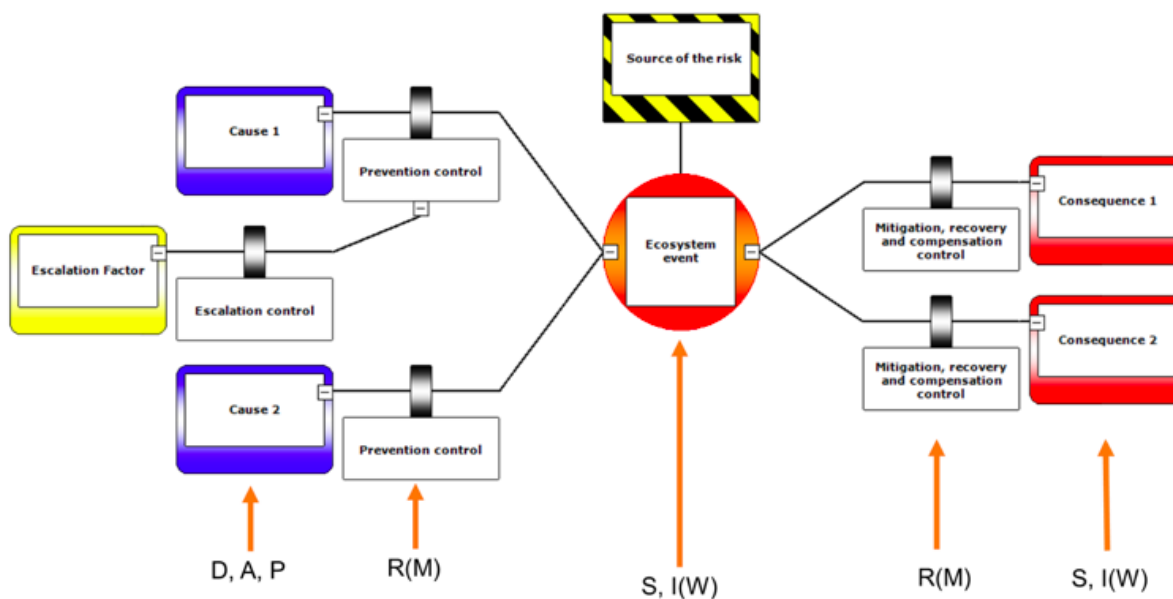 Source of the risk
Cause 1
Prevention control
Escalation Factor
Escalation control
Cause 2
Prevention control
Ecosystem
event
Mitigation, recovery
and compensation
control
Consequence 1
Mitigation, recovery
and compensation
control
Consequence 2
D, A, P
R(M)
S, I(W)
R(M)
S, I(W)